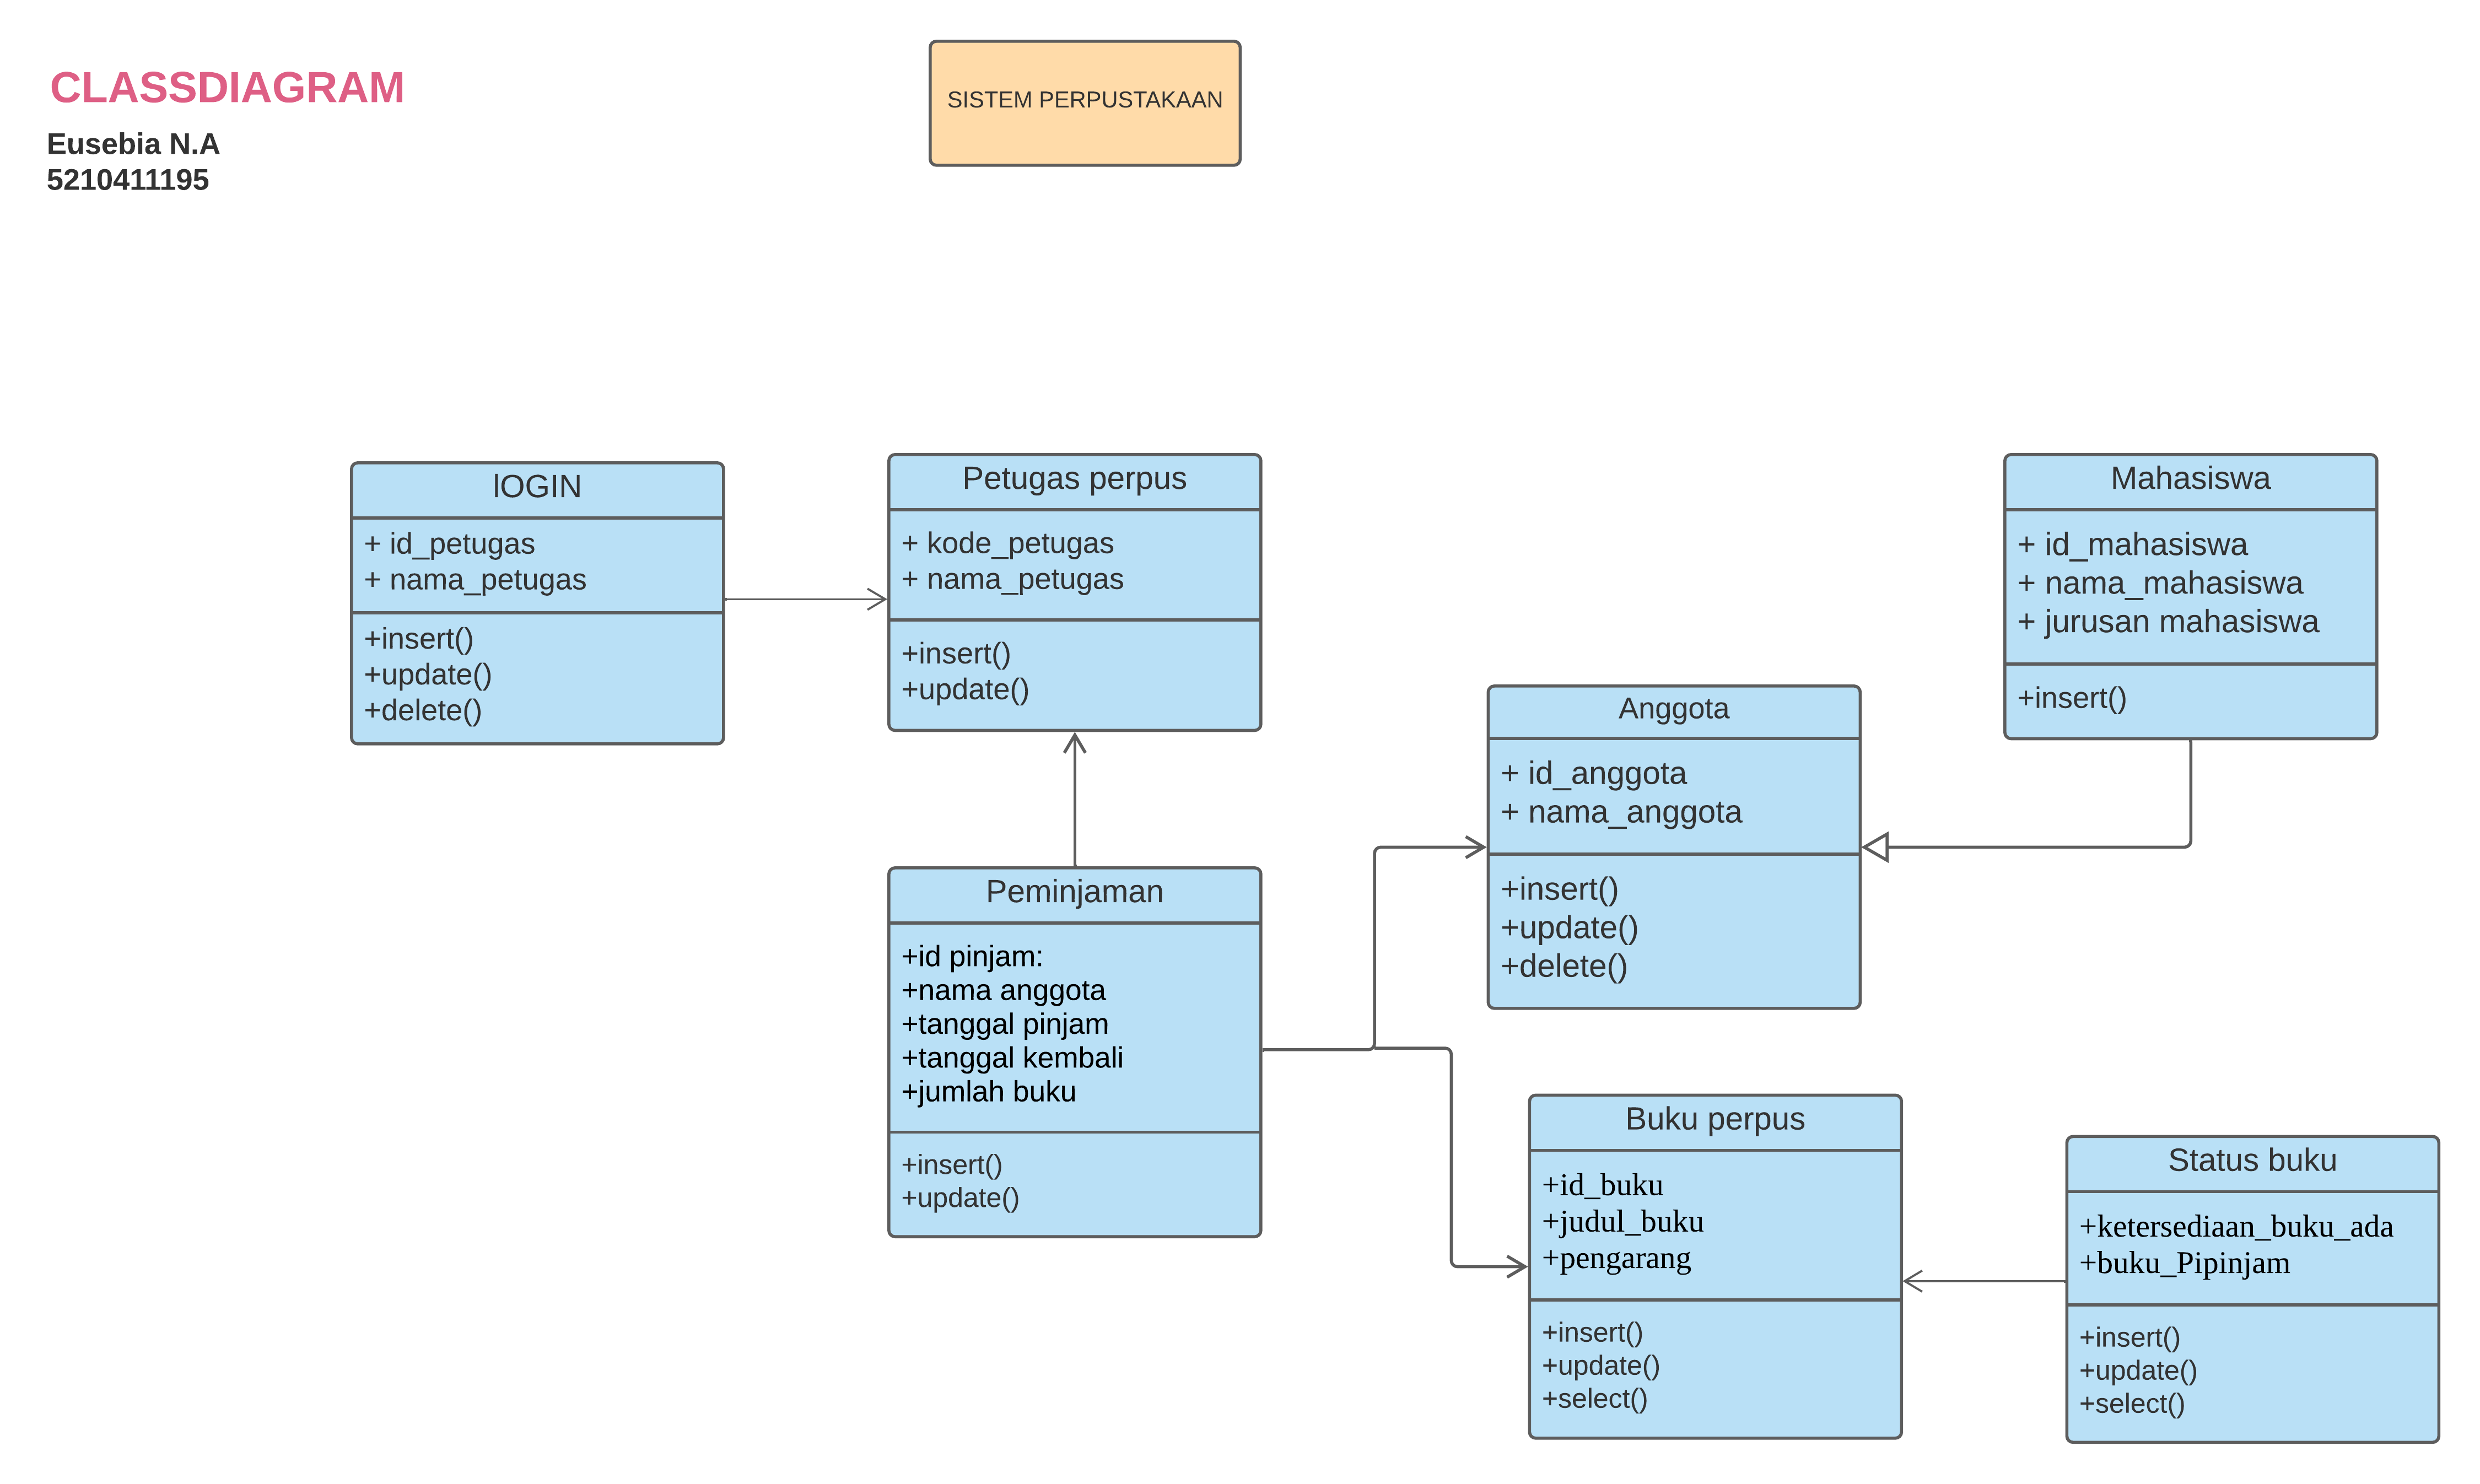 CLASSDIAGRAM
Eusebia N.A
5210411195
SISTEM PERPUSTAKAAN
lOGIN
+ id_petugas
+ nama_petugas
+insert()
+update()
+delete()
Petugas perpus
+ kode_petugas
+ nama_petugas
+insert()
+update()
Mahasiswa
+ id_mahasiswa
+ nama_mahasiswa
+ jurusan mahasiswa
+insert()
Anggota
+ id_anggota
+ nama_anggota
+insert()
+update()
+delete()
Peminjaman
+id pinjam:
+nama anggota
+tanggal pinjam
+tanggal kembali
+jumlah buku
+insert()
+update()
Buku perpus
+id_buku
+judul_buku
+pengarang
+insert()
+update()
+select()
Status buku
+ketersediaan_buku_ada
+buku_Pipinjam
+insert()
+update()
+select()